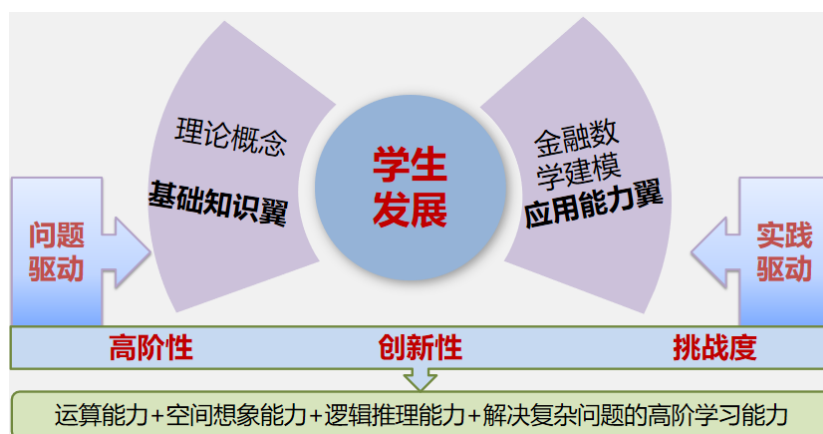 理论概念
基础知识翼
学生
发展
金融数
学建模
应用能力翼
问题
驱动
实践
驱动
高阶性
创新性
挑战度
运算能力+空间想象能力+逻辑推理能力+解决复杂问题的高阶学习能力